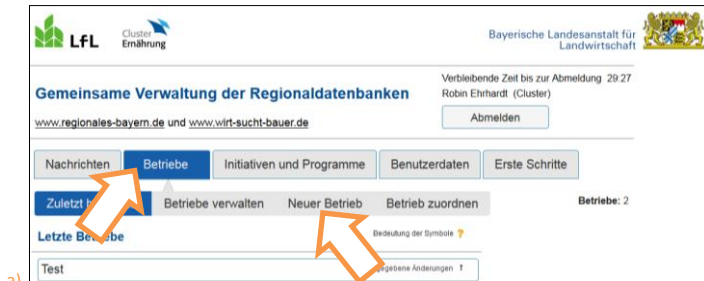 LfL
Cluster
Ernährung
Bayerische Landesanstalt für
Landwirtschaft
Gemeinsame Verwaltung der Regionaldatenbanken
www.regionales-bayern.de und www.wirt-sucht-bauer.de
Verbleibende Zeit bis zur Abmeldung 29:27
Robin Ehrhardt (Cluster)
Abmelden
Nachrichten Betriebe Initiativen und Programme Benutzerdaten Erste Schritte
Zuletzt Betriebe verwalten Neuer Betrieb Betrieb zuordnen Betriebe: 2
Letzte Bedeutung der Symbole ?
Test Änderungen
a)